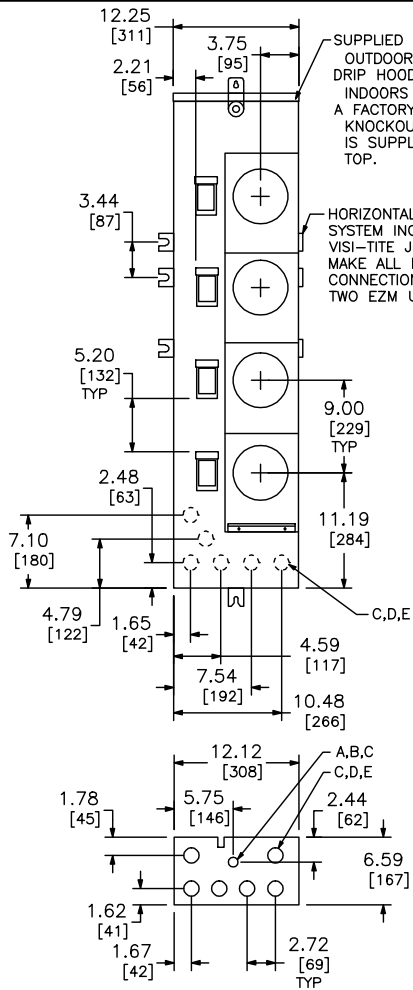 12.25
[311]
3.75
[95]
2.21
[56]
SUPPLIED
OUTDOOR
DRIP HOOD
INDOORS
A FACTORY
KNOCKOU
IS SUPPL
TOP.
3.44
[87]
HORIZONTAL
SYSTEM INC
VISI-TITE J
MAKE ALL
CONNECTION
TWO EZM U
5.20
[132]
TYP
9.00
[229]
TYP
2.48
[63]
7.10
[180]
11.19
[284]
4.79
[122]
C,D,E
1.65
[42]
4.59
[117]
7.54
[192]
10.48
[266]
12.12
[308]
A,B,C
C,D,E
1.78
[45]
5.75
[146]
2.44
[62]
6.59
[167]
1.62
[41]
1.67
[42]
2.72
[69]
TYP